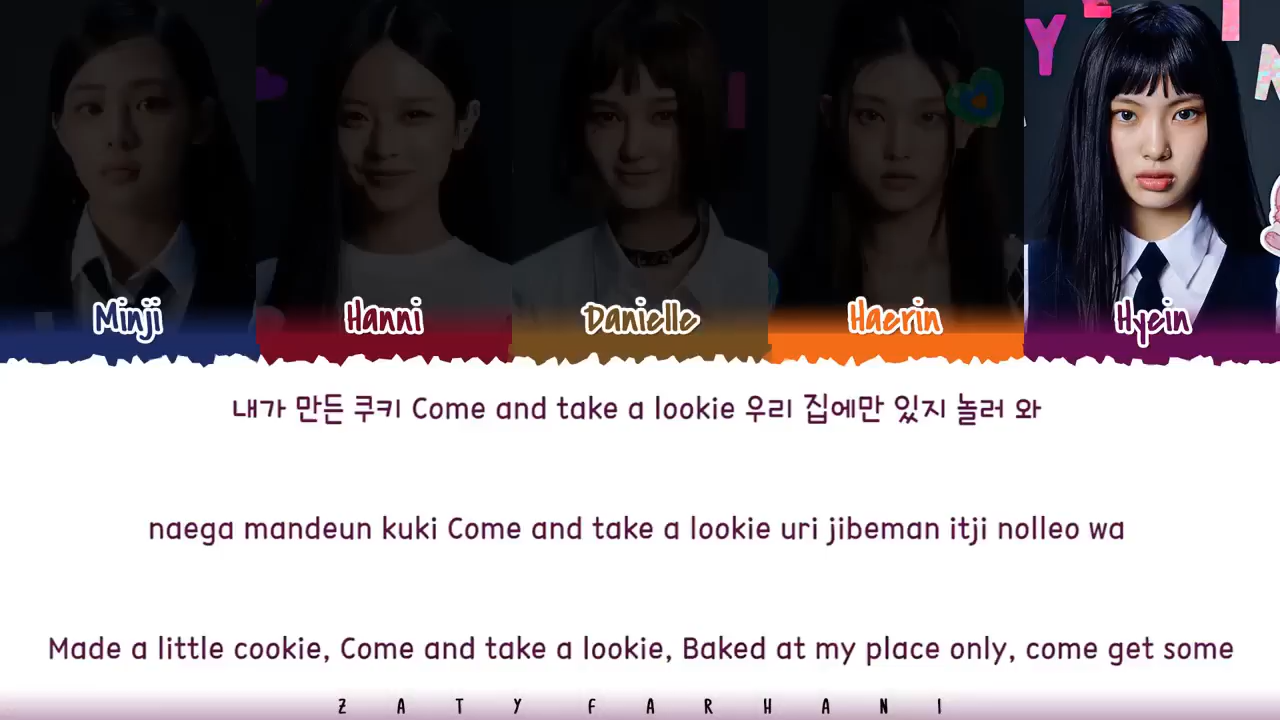 Minji Hanni Danielle Haerin Hyein
내가 만든 쿠키 Come and take a lookie 우리 집에만 있지 놀러 와
naega mandeun kuki Come and take a lookie uri jibeman itji nolleo wa
Made a little cookie, Come and take a lookie, Baked at my place only, come get some
ZATY FARHANI